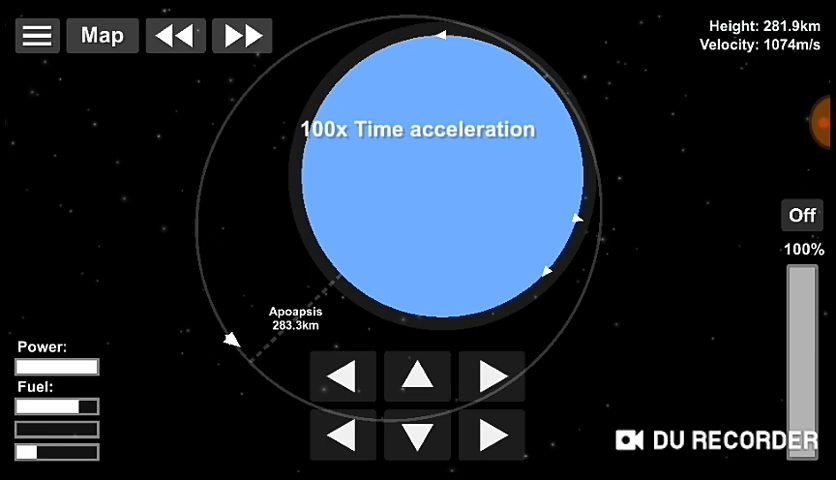 Map
Height: 281.9km
Velocity: 1074m/s
100x Time acceleration
Off
100%
Apoapsis
283.3km
Power:
Fuel:
DU RECORDER